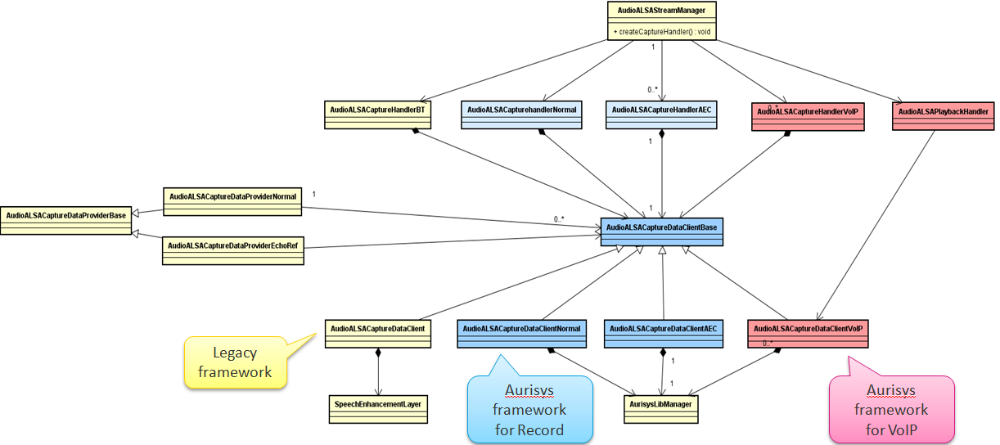 AudioALSAStreamManager
+ createCaptureHandler() : void
1
0..*
AudioALSACaptureHandlerBT
AudioALSACapturehandlerNormal
AudioALSACaptureHandlerAEC
AudioALSACaptureHandlerVoIP
0..*
AudioALSAPlaybackHandler
1
AudioALSACaptureDataProviderNormal
1
AudioALSACaptureDataProviderBase
0..*
1
AudioALSACaptureDataClientBase
AudioALSACaptureDataProviderEchoRef
AudioALSACaptureDataClient
AudioALSACaptureDataClientNormal
AudioALSACaptureDataClientAEC
AudioALSACaptureDataClientVoIP
0..*
Legacy
framework
1
1
SpeechEnhancementLayer
Aurisys
framework
for Record
AurisysLibManager
Aurisys
framework
for VoIP